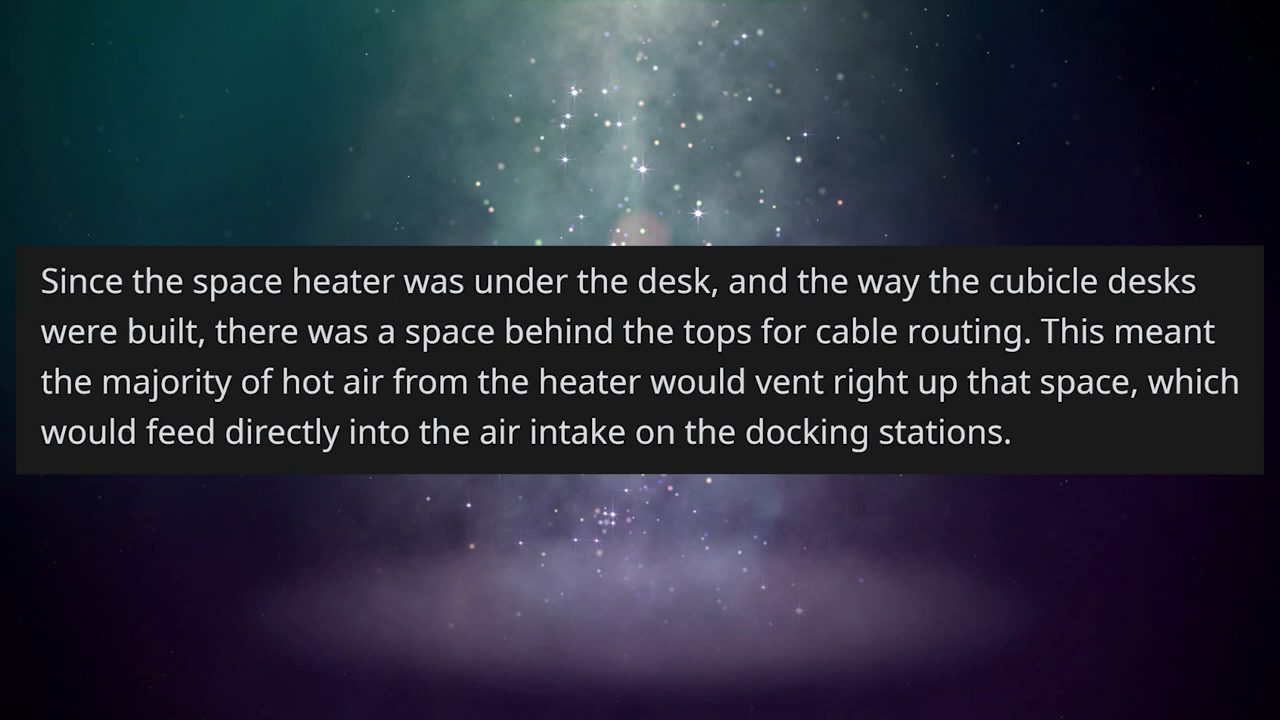 Since the space heater was under the desk, and the way the cubicle desks
were built, there was a space behind the tops for cable routing. This meant
the majority of hot air from the heater would vent right up that space, which
would feed directly into the air intake on the docking stations.